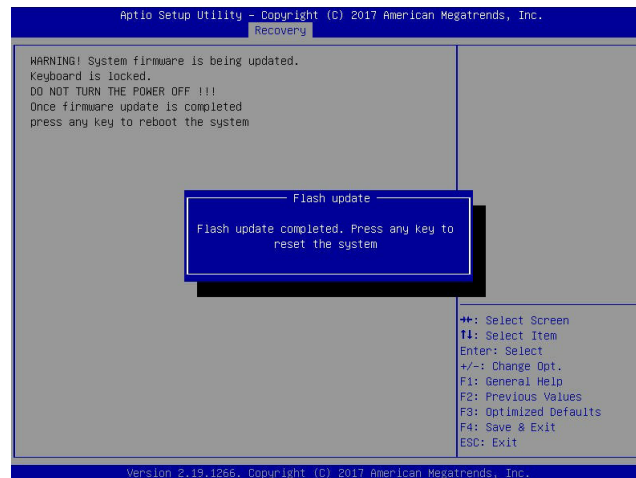 Aptio Setup Utility – Copyright (C) 2017 American Megatrends, Inc.
Recovery
WARNING! System firmware is being updated.
Keyboard is locked.
DO NOT TURN THE POWER OFF !!!
Once firmware update is completed
press any key to reboot the system
Flash update
Flash update completed. Press any key to
reset the system
→←: Select Screen
↑↓: Select Item
Enter: Select
+/-: Change Opt.
F1: General Help
F2: Previous Values
F3: Optimized Defaults
F4: Save & Exit
ESC: Exit
Version 2.19.1266. Copyright (C) 2017 American Megatrends, Inc.